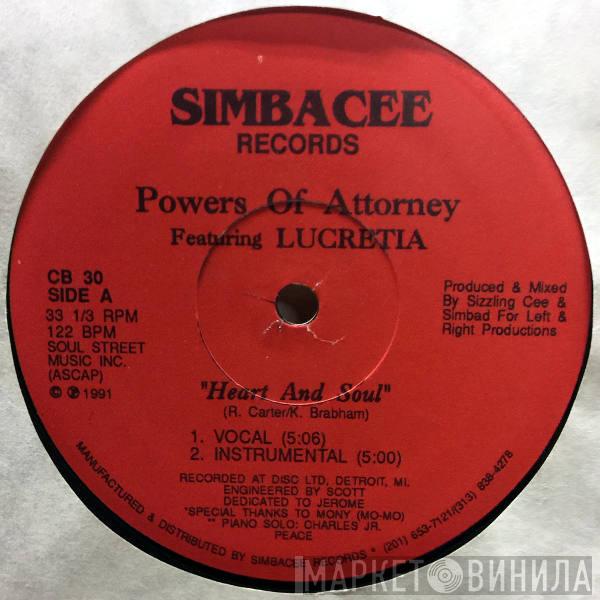 SIMBACEE
RECORDS
Powers Of Attorney
Featuring LUCRETIA
CB 30
SIDE A
33 1/3 RPM
122 BPM
SOUL STREET
MUSIC INC.
(ASCAP)
© ℗ 1991
Produced & Mixed
By Sizzling Cee &
Simbad For Left &
Right Productions
"Heart And Soul"
(R. Carter/K. Brabham)
1. VOCAL (5:06)
2. INSTRUMENTAL (5:00)
RECORDED AT DISC LTD, DETROIT, MI.
ENGINEERED BY SCOTT
DEDICATED TO JEROME
*SPECIAL THANKS TO MONY (MO-MO)
** PIANO SOLO: CHARLES JR.
PEACE
MANUFACTURED & DISTRIBUTED BY SIMBACEE RECORDS * (201) 653-7121/(313) 838-4278
МАРКЕТ ВИНИЛА